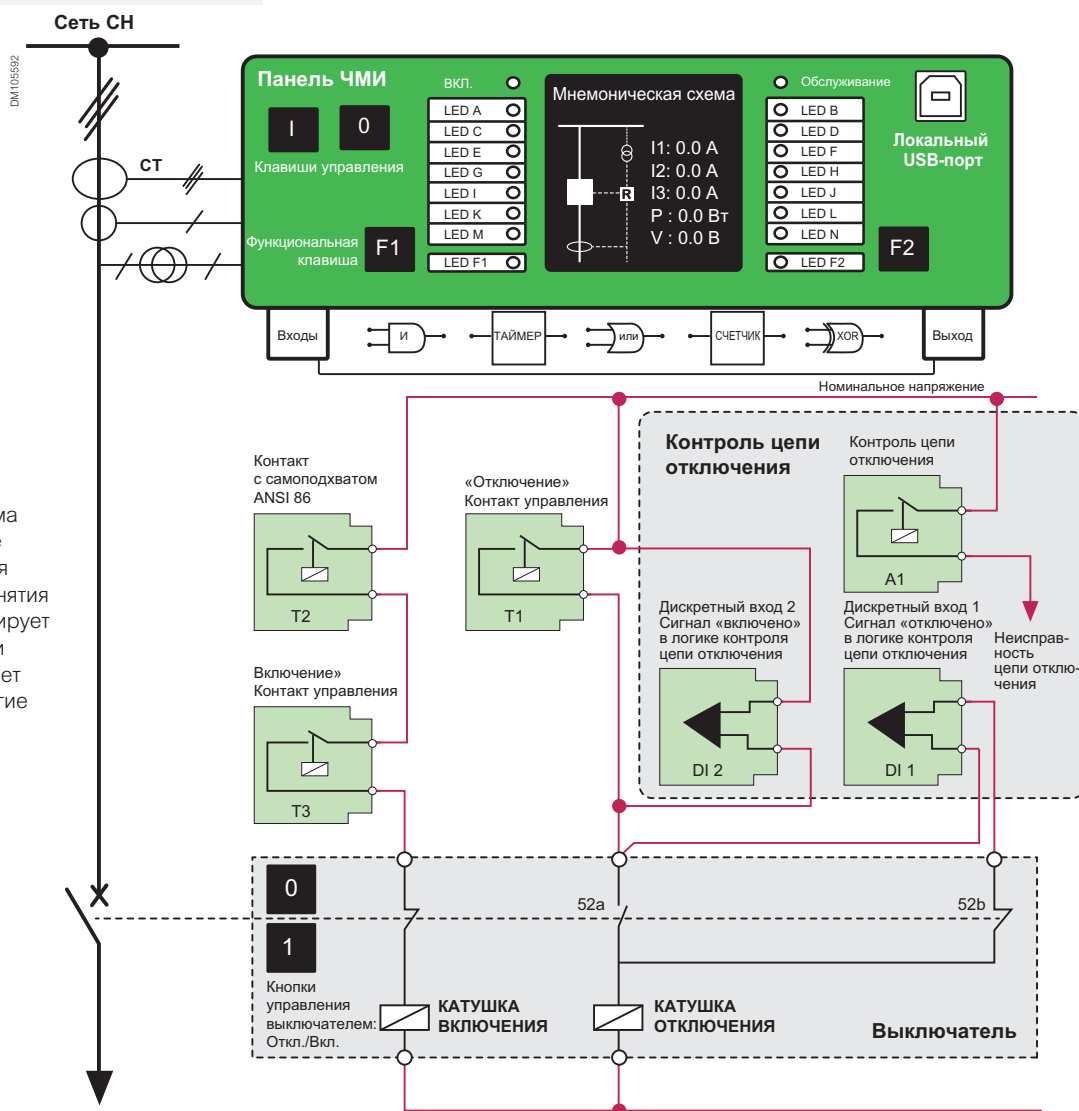 Сеть СН
DM105592
СТ
Панель ЧМИ
I
0
Клавиши управления
Функциональная
клавиша
F1
ВКЛ.
LED A
LED C
LED E
LED G
LED I
LED K
LED M
LED F1
Мнемоническая схема
R
I1: 0.0 А
I2: 0.0 А
I3: 0.0 А
P : 0.0 Вт
V : 0.0 В
Обслуживание
LED B
LED D
LED F
LED H
LED J
LED L
LED N
LED F2
Локальный
USB-порт
F2
Входы
И
ТАЙМЕР
или
СЧЕТЧИК
XOR
Выход
Номинальное напряжение
Контакт
с самоподхватом
ANSI 86
T2
«Отключение»
Контакт управления
T1
Контроль цепи
отключения
Контроль цепи
отключения
A1
ма
е
я
нятия
ирует
и
ет
тие
Включение»
Контакт управления
T3
Дискретный вход 2
Сигнал «включено»
в логике контроля
цепи отключения
DI 2
Дискретный вход 1
Сигнал «отключено»
в логике контроля
цепи отключения
DI 1
Неисправ-
ность
цепи отклю-
чения
0
1
Кнопки
управления
выключателем:
Откл./Вкл.
52a
52b
КАТУШКА
ВКЛЮЧЕНИЯ
КАТУШКА
ОТКЛЮЧЕНИЯ
Выключатель